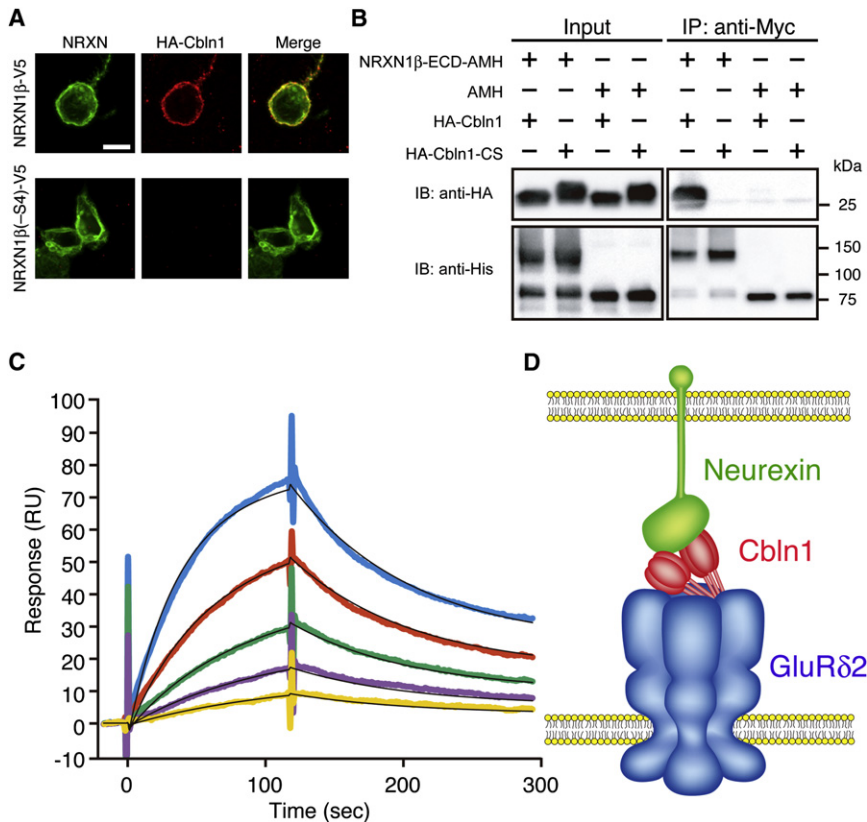 A
NRXN HA-Cbln1 Merge
NRXN1β-V5
NRXN1β(–S4)-V5
B
Input IP: anti-Myc
NRXN1β-ECD-AMH + + – – + + – –
AMH – – + + – – + +
HA-Cbln1 + – + – + – + –
HA-Cbln1-CS – + – + – + – +
kDa
IB: anti-HA
25
IB: anti-His
150
100
75
C
Response (RU)
100
90
80
70
60
50
40
30
20
10
0
-10
0 100 200 300
Time (sec)
D
Neurexin
Cbln1
GluRδ2